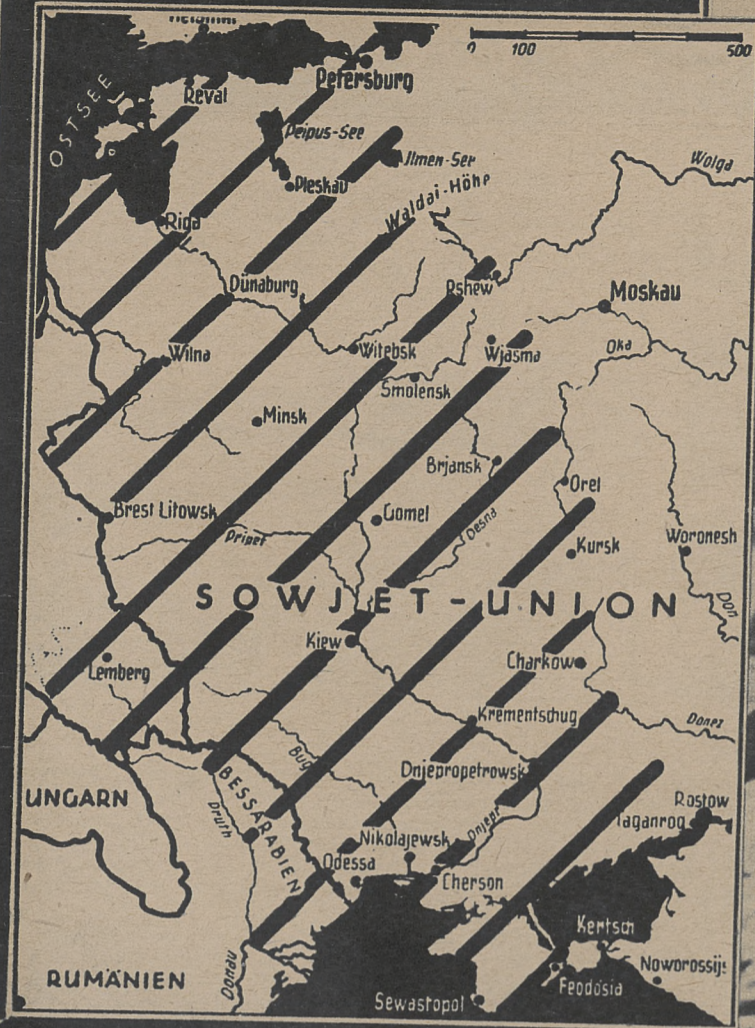 0 100 500
Reval
Petersburg
OSTSEE
Peipus-See
Ilmen-See
Wolga
Pleskau
Waldai-Höhe
Riga
Dünaburg
Rshew
Moskau
Wilna
Witebsk
Wjasma
Oka
Smolensk
Minsk
Brjansk
Orel
Brest Litowsk
Gomel
Desna
Pripet
Kursk
Woronesh
SOWJET-UNION
Don
Kiew
Lemberg
Charkow
Krementschug
Donez
Bug
Dnjepropetrowsk
UNGARN
BESSARABIEN
Pruth
Rostow
Taganrog
Dnjepr
Nikolajewsk
Odessa
Cherson
Kertsch
Donau
RUMÄNIEN
Noworossijs
Feodosia
Sewastopol